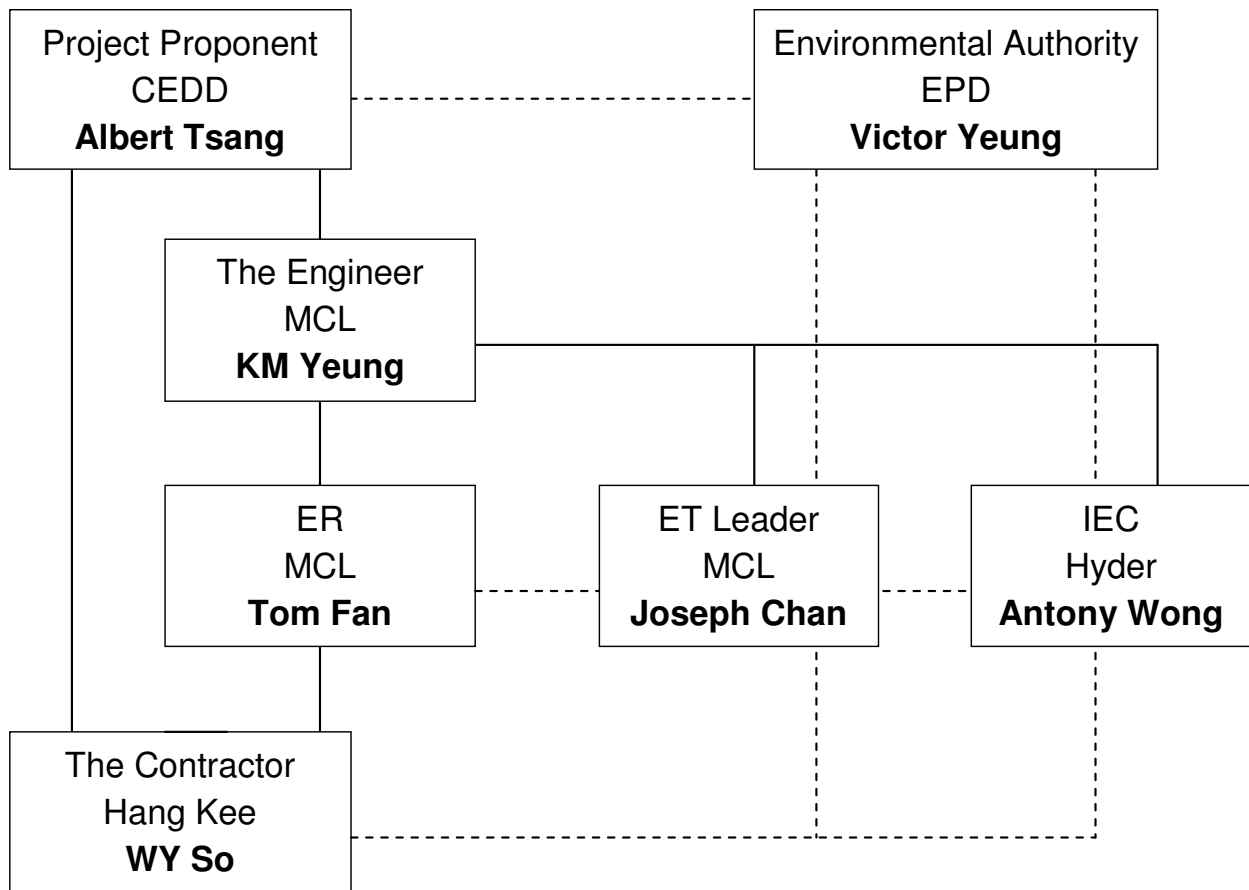 Project Proponent
CEDD
Albert Tsang
Environmental Authority
EPD
Victor Yeung
The Engineer
MCL
KM Yeung
ER
MCL
Tom Fan
ET Leader
MCL
Joseph Chan
IEC
Hyder
Antony Wong
The Contractor
Hang Kee
WY So